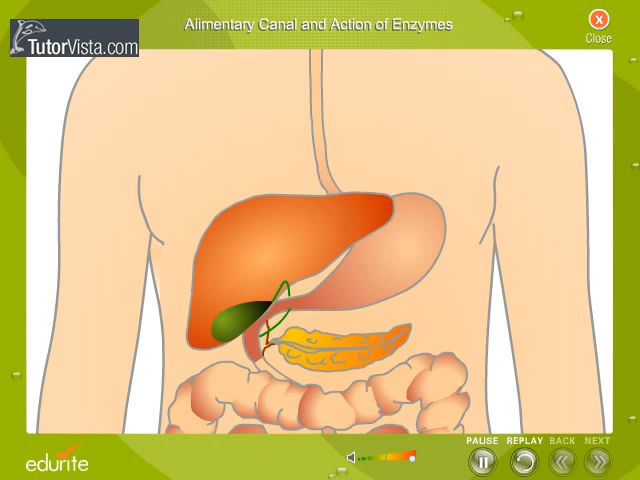 Alimentary Canal and Action of Enzymes
X
Close
TutorVista.com
PAUSE REPLAY BACK NEXT
edurite